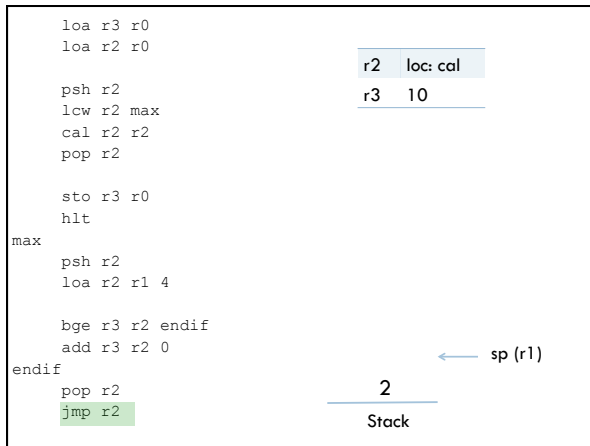 loa r3 r0
loa r2 r0
psh r2
lcw r2 max
cal r2 r2
pop r2
sto r3 r0
hlt
max
psh r2
loa r2 r1 4
bge r3 r2 endif
add r3 r2 0
endif
pop r2
jmp r2
r2 loc: cal
r3 10
sp (r1)
2
Stack